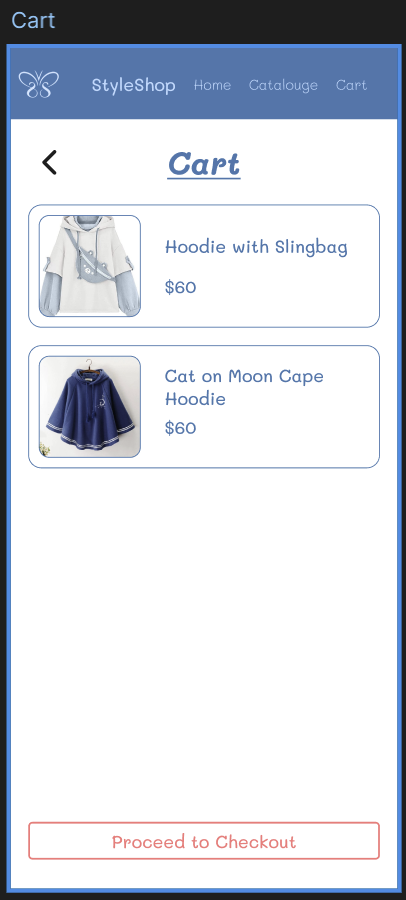 Cart
StyleShop Home Catalouge Cart
Cart
Hoodie with Slingbag
$60
Cat on Moon Cape
Hoodie
$60
Proceed to Checkout